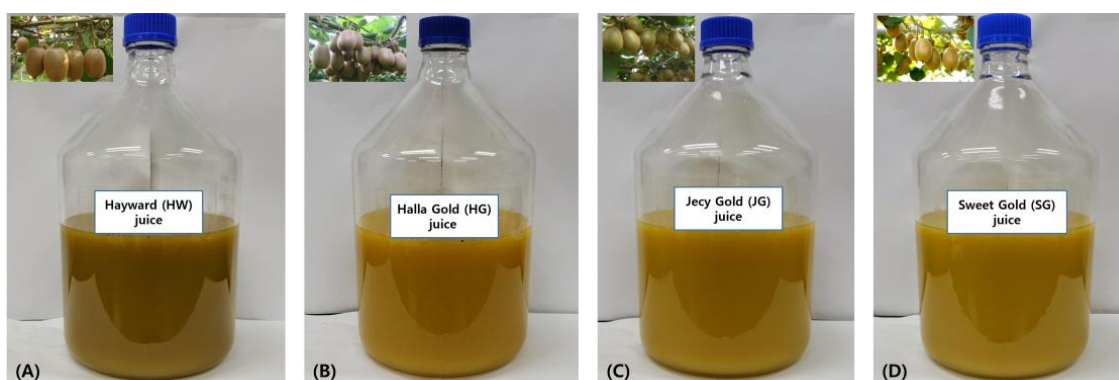 Hayward (HW)
juice
Halla Gold (HG)
juice
Jecy Gold (JG)
juice
Sweet Gold (SG)
juice
(A)
(B)
(C)
(D)